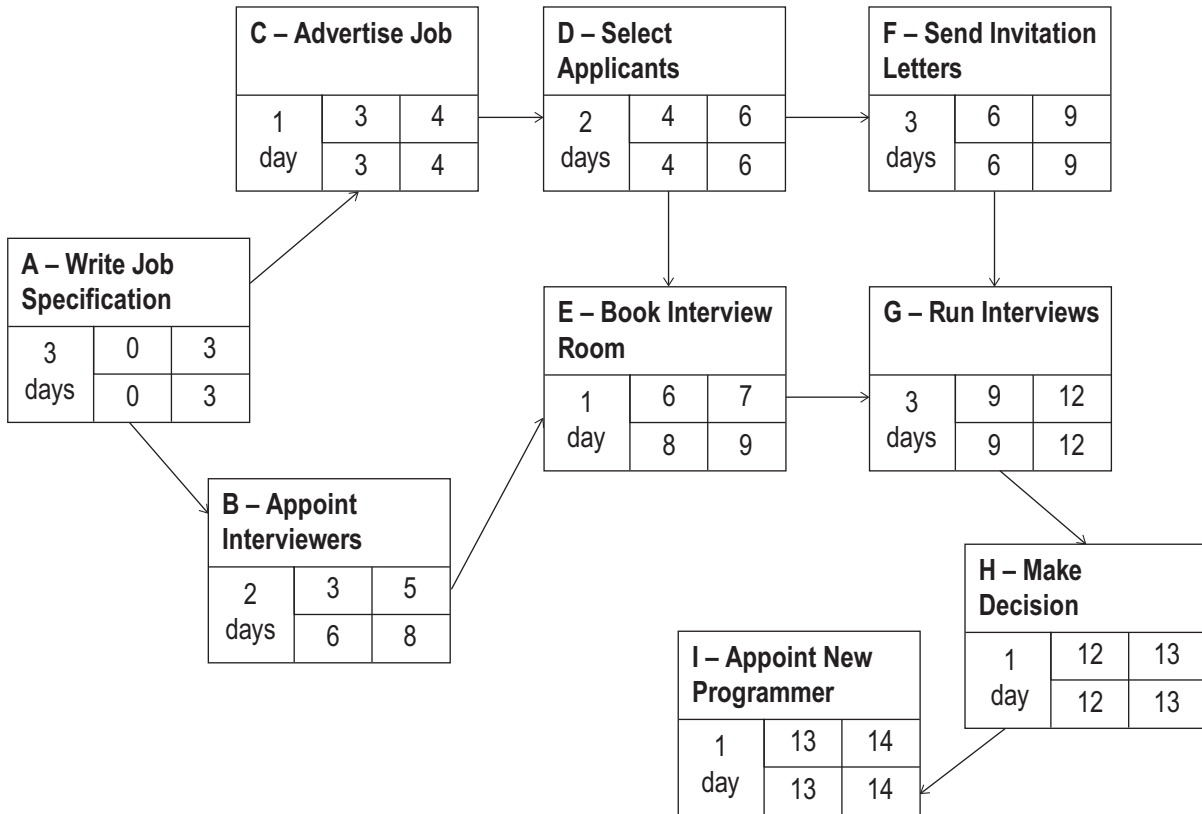 C – Advertise Job
1
day
3 4
3 4
D – Select
Applicants
2
days
4 6
4 6
F – Send Invitation
Letters
3
days
6 9
6 9
A – Write Job
Specification
3
days
0 3
0 3
E – Book Interview
Room
1
day
6 7
8 9
G – Run Interviews
3
days
9 12
9 12
B – Appoint
Interviewers
2
days
3 5
6 8
H – Make
Decision
1
day
12 13
12 13
I – Appoint New
Programmer
1
day
13 14
13 14